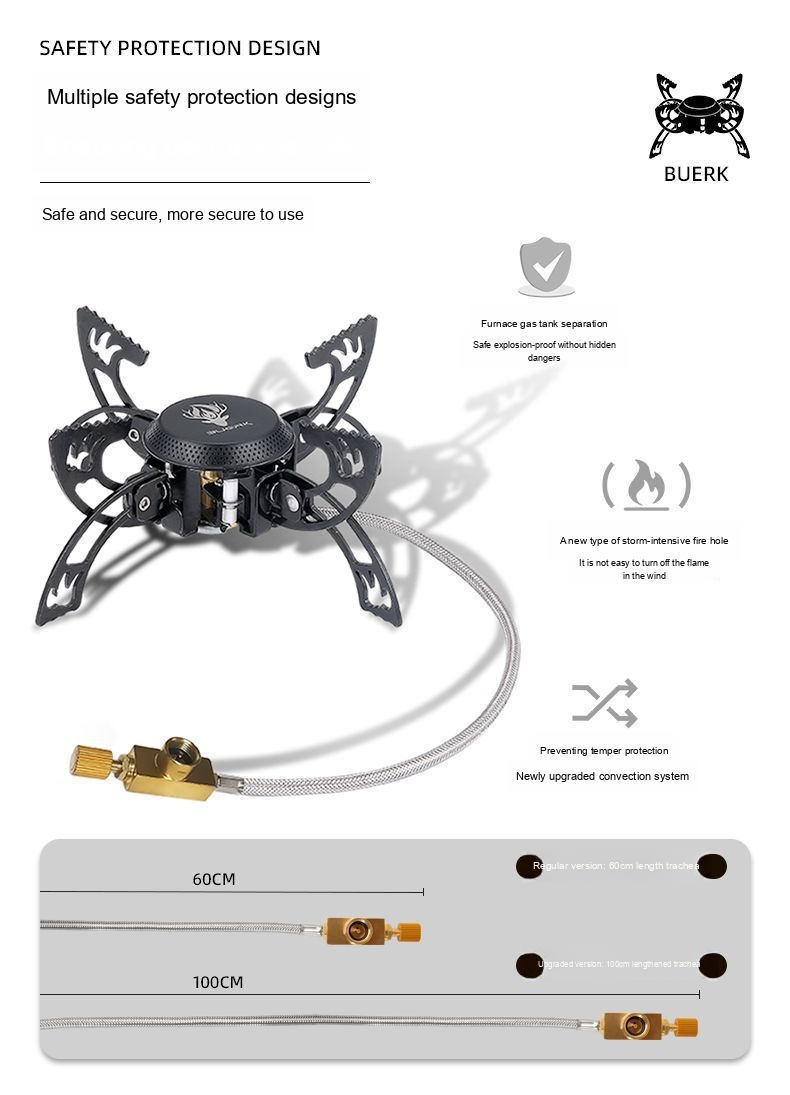 SAFETY PROTECTION DESIGN
Multiple safety protection designs
BUERK
Safe and secure, more secure to use
Furnace gas tank separation
Safe explosion-proof without hidden
dangers
BUERK
A new type of storm-intensive fire hole
It is not easy to turn off the flame
in the wind
Preventing temper protection
Newly upgraded convection system
60CM
Regular version: 60cm length trachea
Upgraded version: 100cm lengthened trachea
100CM